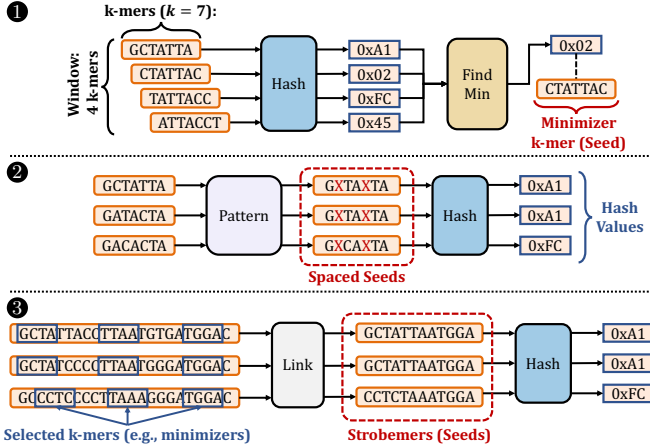 1
k-mers (k = 7):
Window:
4 k-mers
GCTATTA
CTATTAC
TATTACC
ATTACCT
Hash
0xA1
0x02
0xFC
0x45
Find
Min
0x02
CTATTAC
Minimizer
k-mer (Seed)
2
GCTATTA
GATACTA
GACACTA
Pattern
GXTAXTA
GXTAXTA
GXCAXTA
Spaced Seeds
Hash
0xA1
0xA1
0xFC
Hash
Values
3
GCTATTACCTTAATGTGATGGAC
GCTATCCCCTTAATGGGATGGAC
GCCCTCCCCTTAAAGGGATGGAC
Selected k-mers (e.g., minimizers)
Link
GCTATTAATGGA
GCTATTAATGGA
CCTCTAAATGGA
Strobemers (Seeds)
Hash
0xA1
0xA1
0xFC